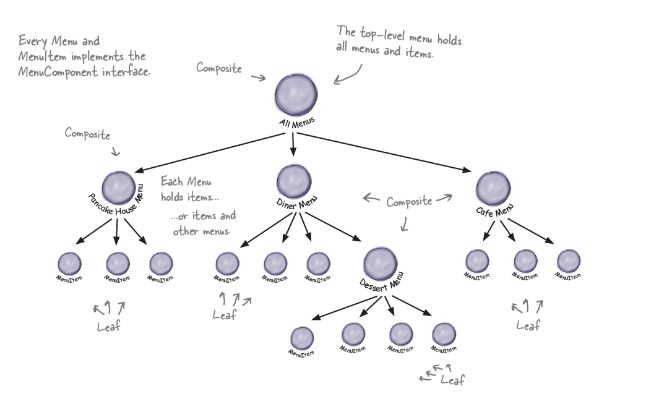 Every Menu and
MenuItem implements the
MenuComponent interface.
The top-level menu holds
all menus and items.
Composite
All Menus
Composite
Pancake House Menu
Each Menu
holds items...
...or items and
other menus.
Diner Menu
Composite
Cafe Menu
MenuItem
MenuItem
MenuItem
MenuItem
MenuItem
MenuItem
Dessert Menu
MenuItem
MenuItem
MenuItem
Leaf
Leaf
Leaf
MenuItem
MenuItem
MenuItem
MenuItem
Leaf